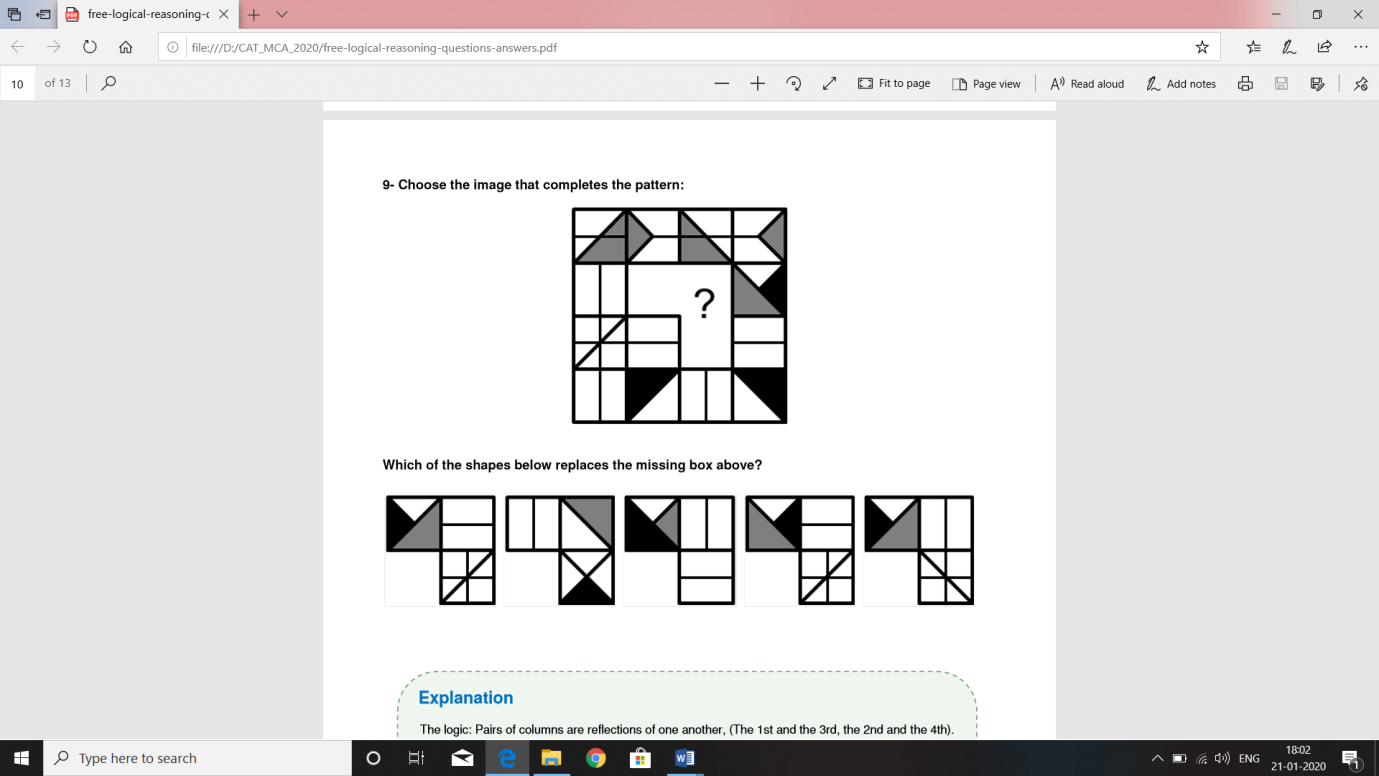 free-logical-reasoning-c
file:///D:/CAT_MCA_2020/free-logical-reasoning-questions-answers.pdf
10 of 13 Fit to page Page view Read aloud Add notes
9- Choose the image that completes the pattern:
?
Which of the shapes below replaces the missing box above?
Explanation
The logic: Pairs of columns are reflections of one another, (The 1st and the 3rd, the 2nd and the 4th).
Type here to search
ENG
18:02
21-01-2020
1